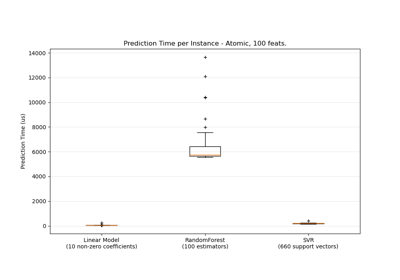 Prediction Time per Instance - Atomic, 100 feats.
14000
12000
10000
8000
6000
4000
2000
0
Prediction Time (us)
Linear Model
(10 non-zero coefficients)
RandomForest
(100 estimators)
SVR
(660 support vectors)